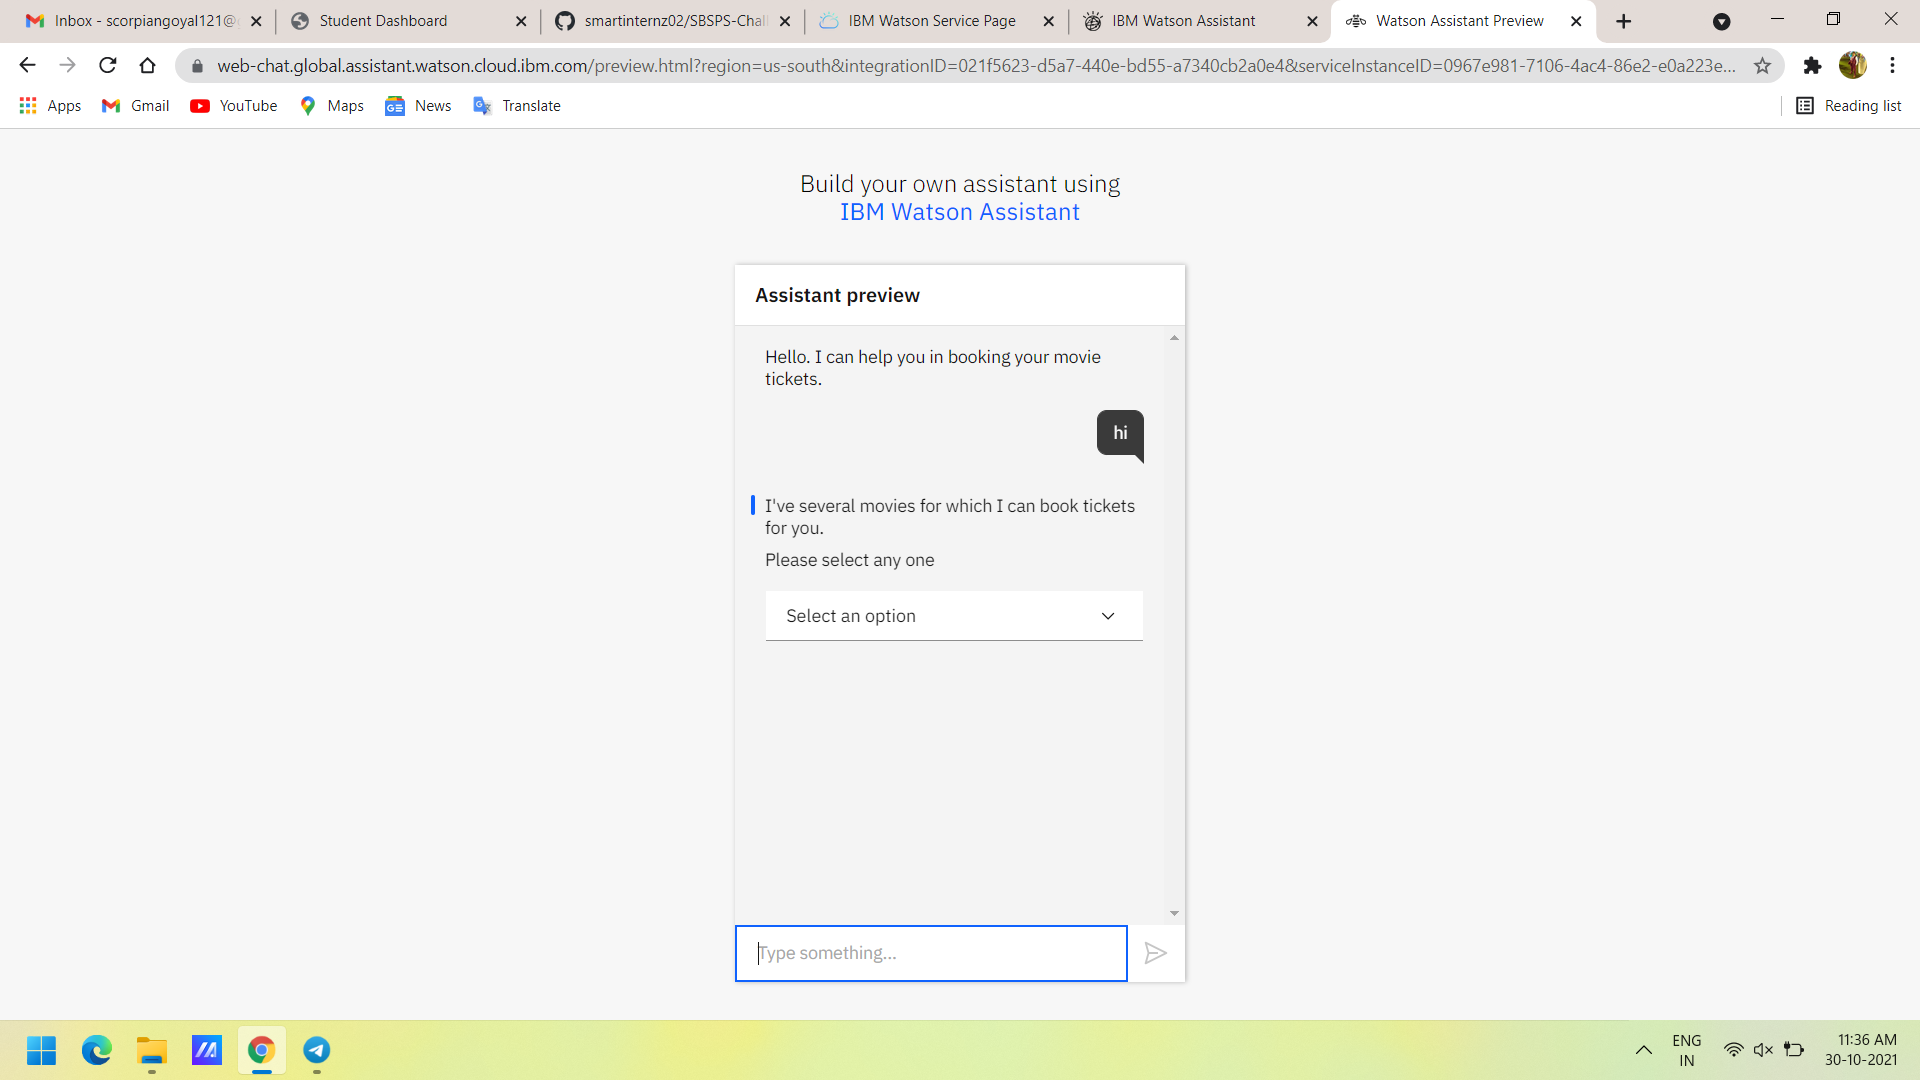 Inbox - scorpiangoyal121@
Student Dashboard
smartinternz02/SBSPS-Chal
IBM Watson Service Page
IBM Watson Assistant
Watson Assistant Preview
web-chat.global.assistant.watson.cloud.ibm.com/preview.html?region=us-south&integrationID=021f5623-d5a7-440e-bd55-a7340cb2a0e4&serviceInstanceID=0967e981-7106-4ac4-86e2-e0a223e...
Apps
Gmail
YouTube
Maps
News
Translate
Reading list
Build your own assistant using
IBM Watson Assistant
Assistant preview
Hello. I can help you in booking your movie
tickets.
hi
I've several movies for which I can book tickets
for you.
Please select any one
Select an option
Type something...
ENG
IN
11:36 AM
30-10-2021